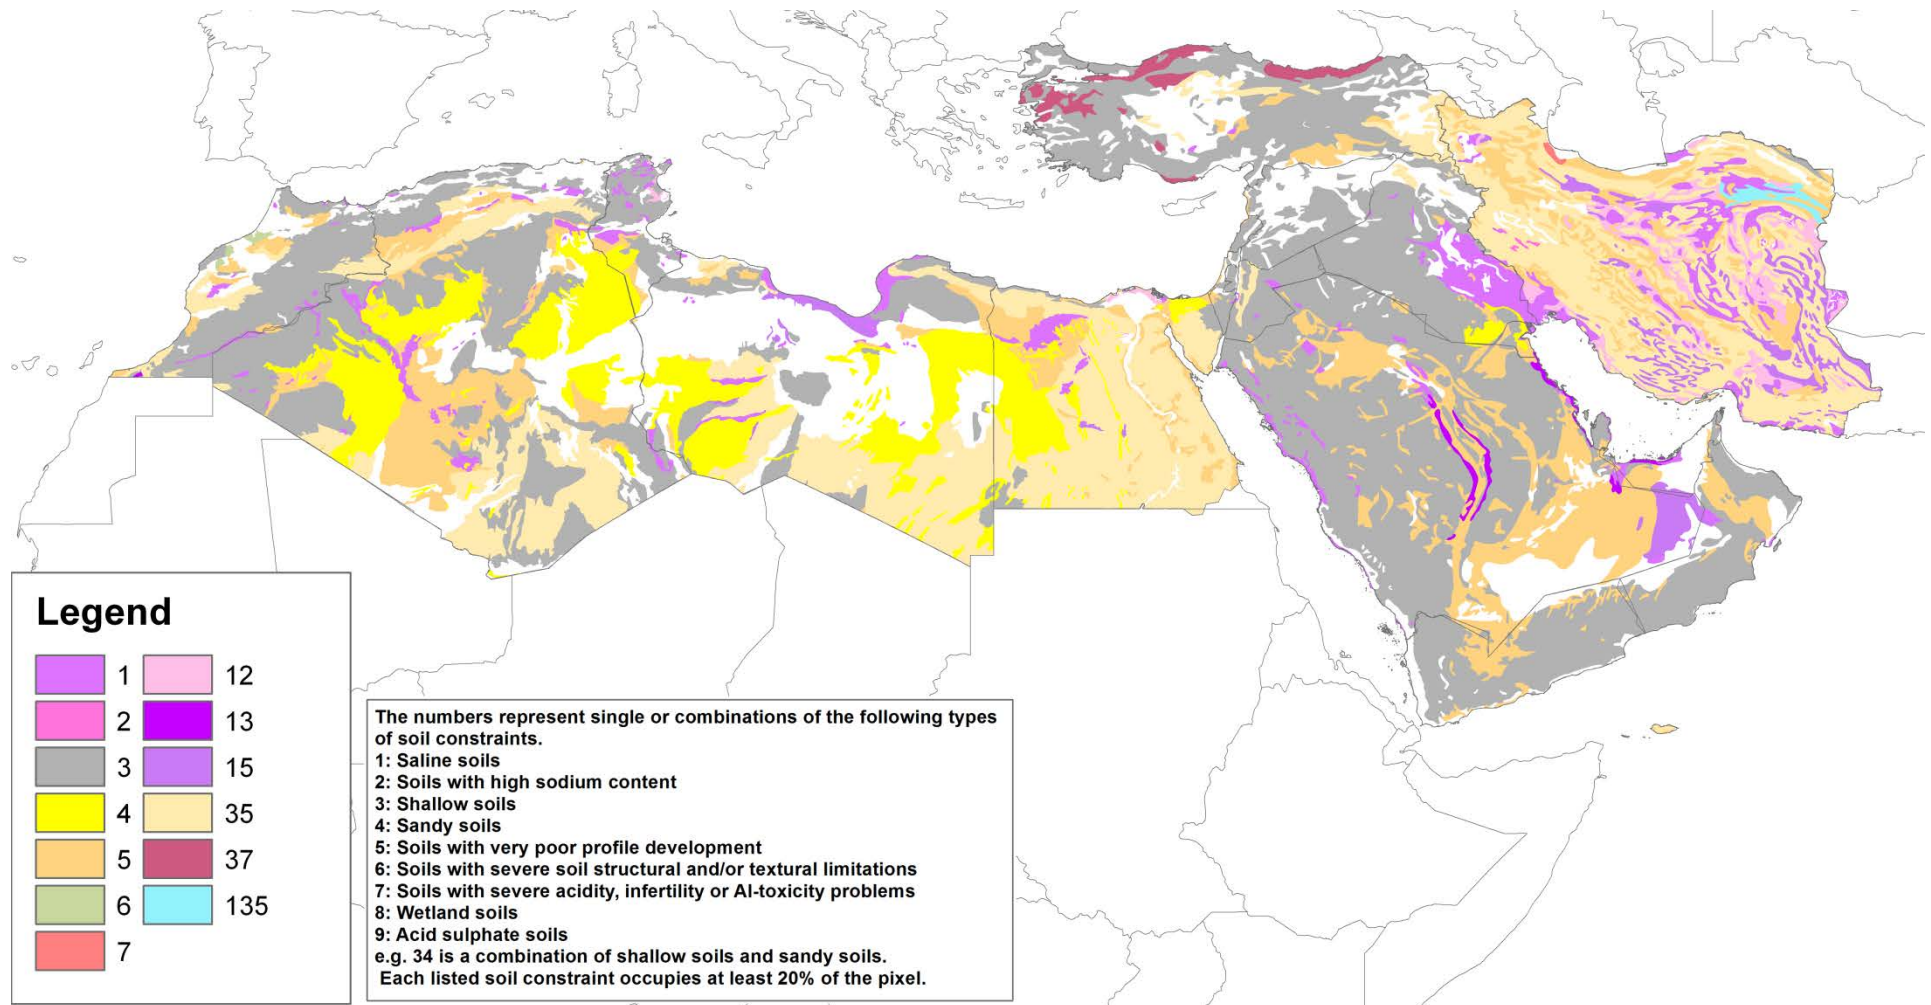 Legend
1 12
2 13
3 15
4 35
5 37
6 135
7
The numbers represent single or combinations of the following types
of soil constraints.
1: Saline soils
2: Soils with high sodium content
3: Shallow soils
4: Sandy soils
5: Soils with very poor profile development
6: Soils with severe soil structural and/or textural limitations
7: Soils with severe acidity, infertility or Al-toxicity problems
8: Wetland soils
9: Acid sulphate soils
e.g. 34 is a combination of shallow soils and sandy soils.
Each listed soil constraint occupies at least 20% of the pixel.